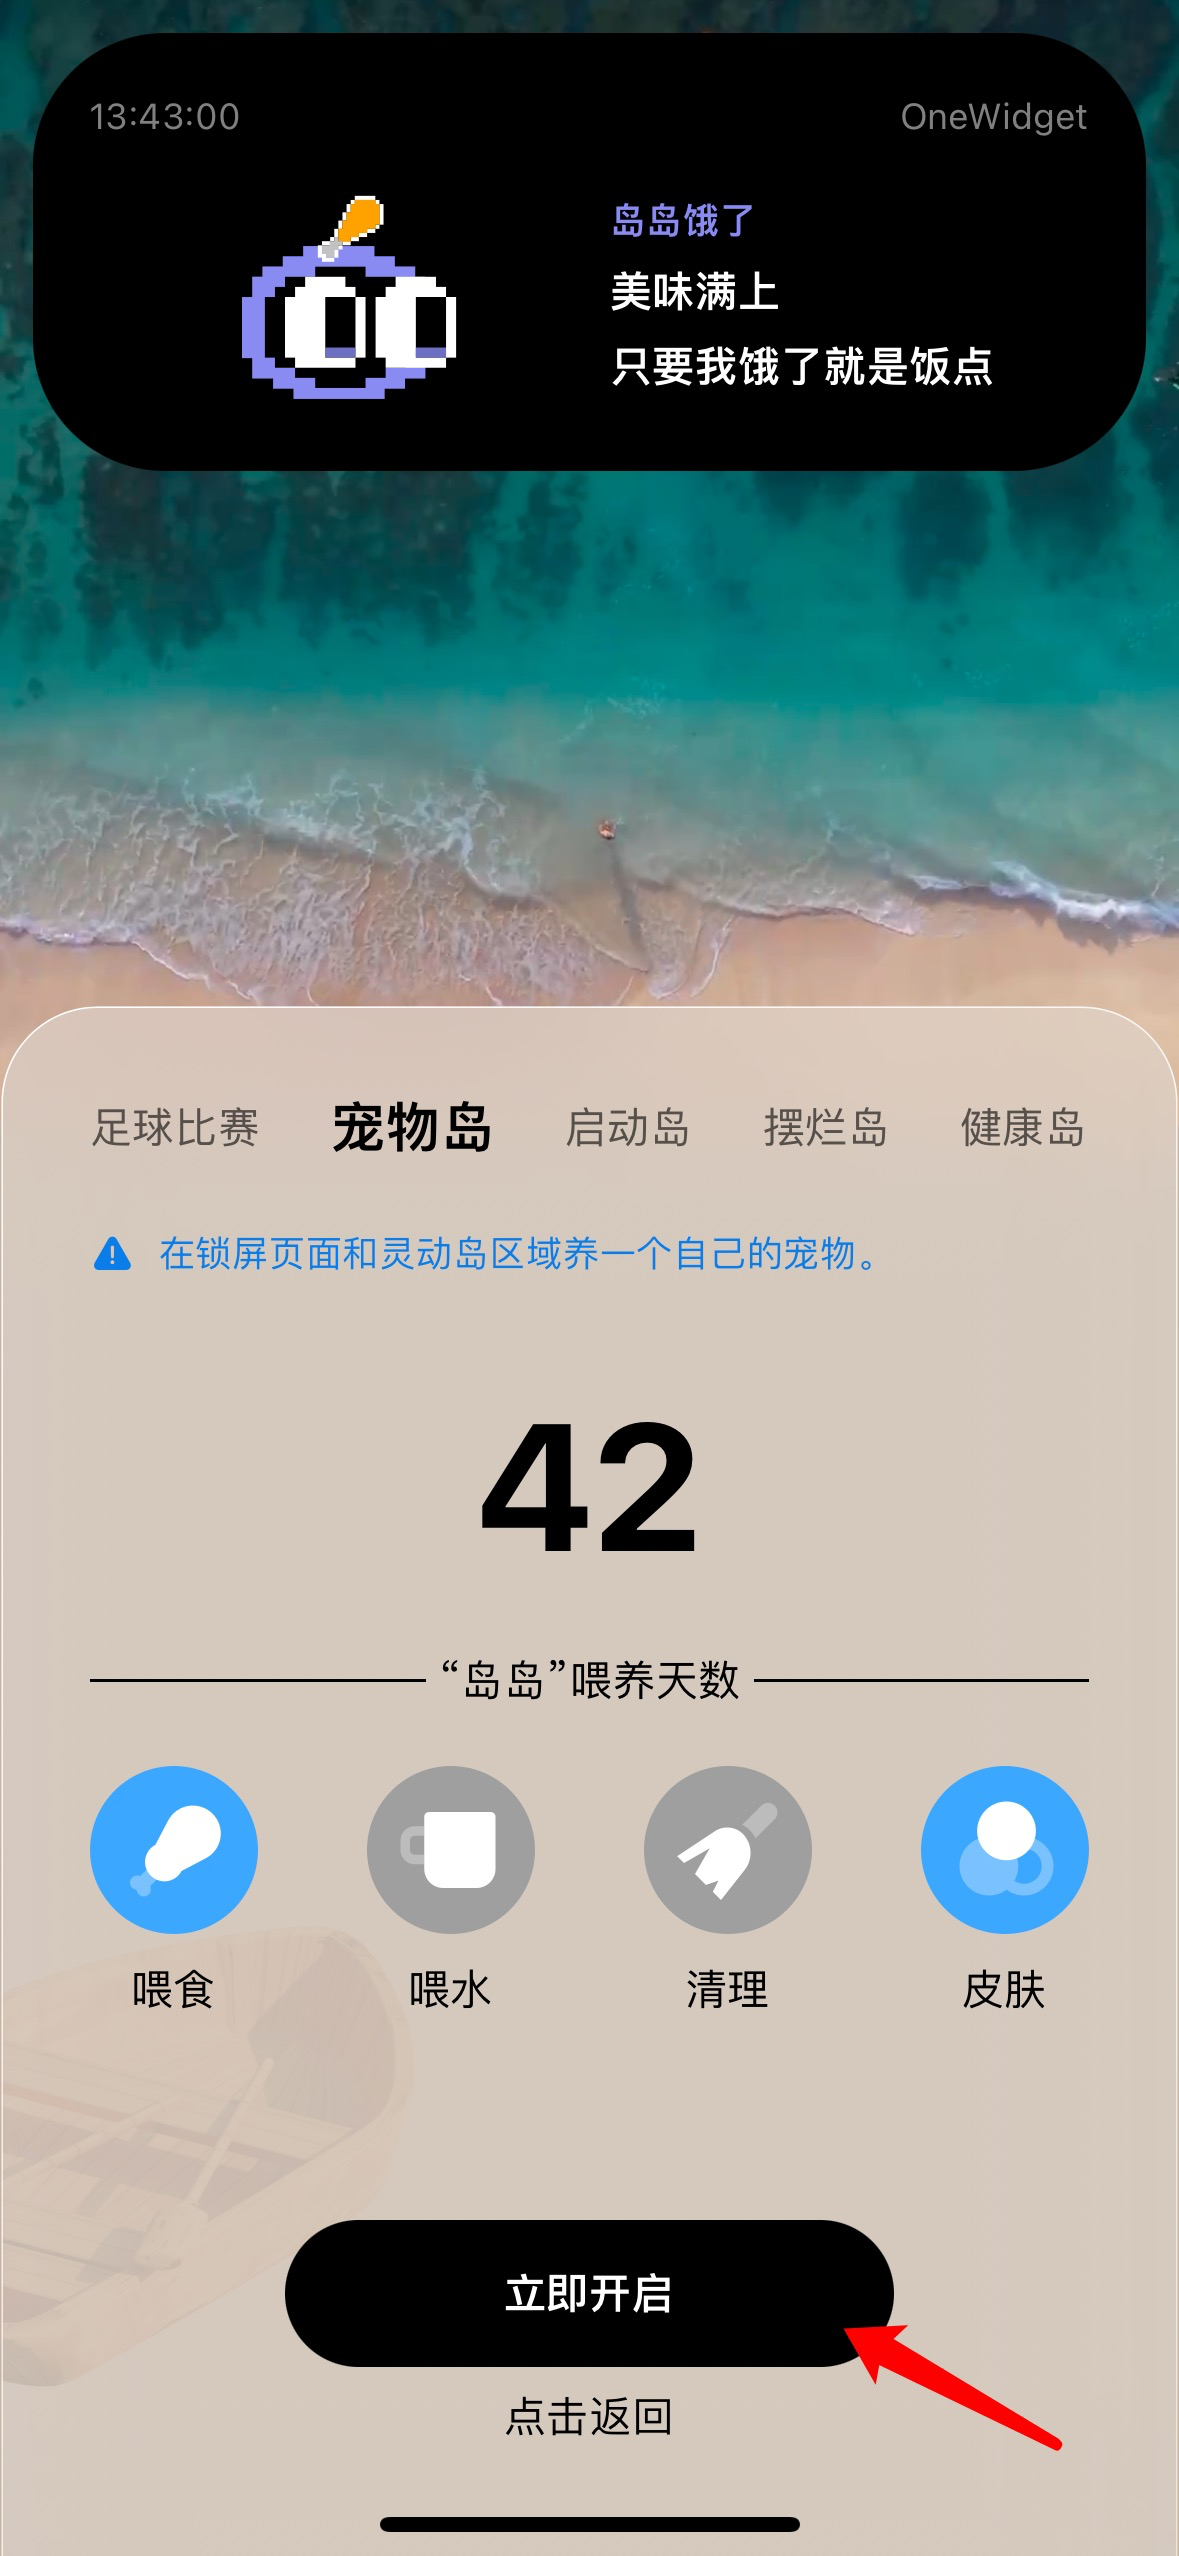 13:43:00
OneWidget
岛岛饿了
美味满上
只要我饿了就是饭点
足球比赛 宠物岛 启动岛 摆烂岛 健康岛
在锁屏页面和灵动岛区域养一个自己的宠物。
42
“岛岛”喂养天数
喂食 喂水 清理 皮肤
立即开启
点击返回